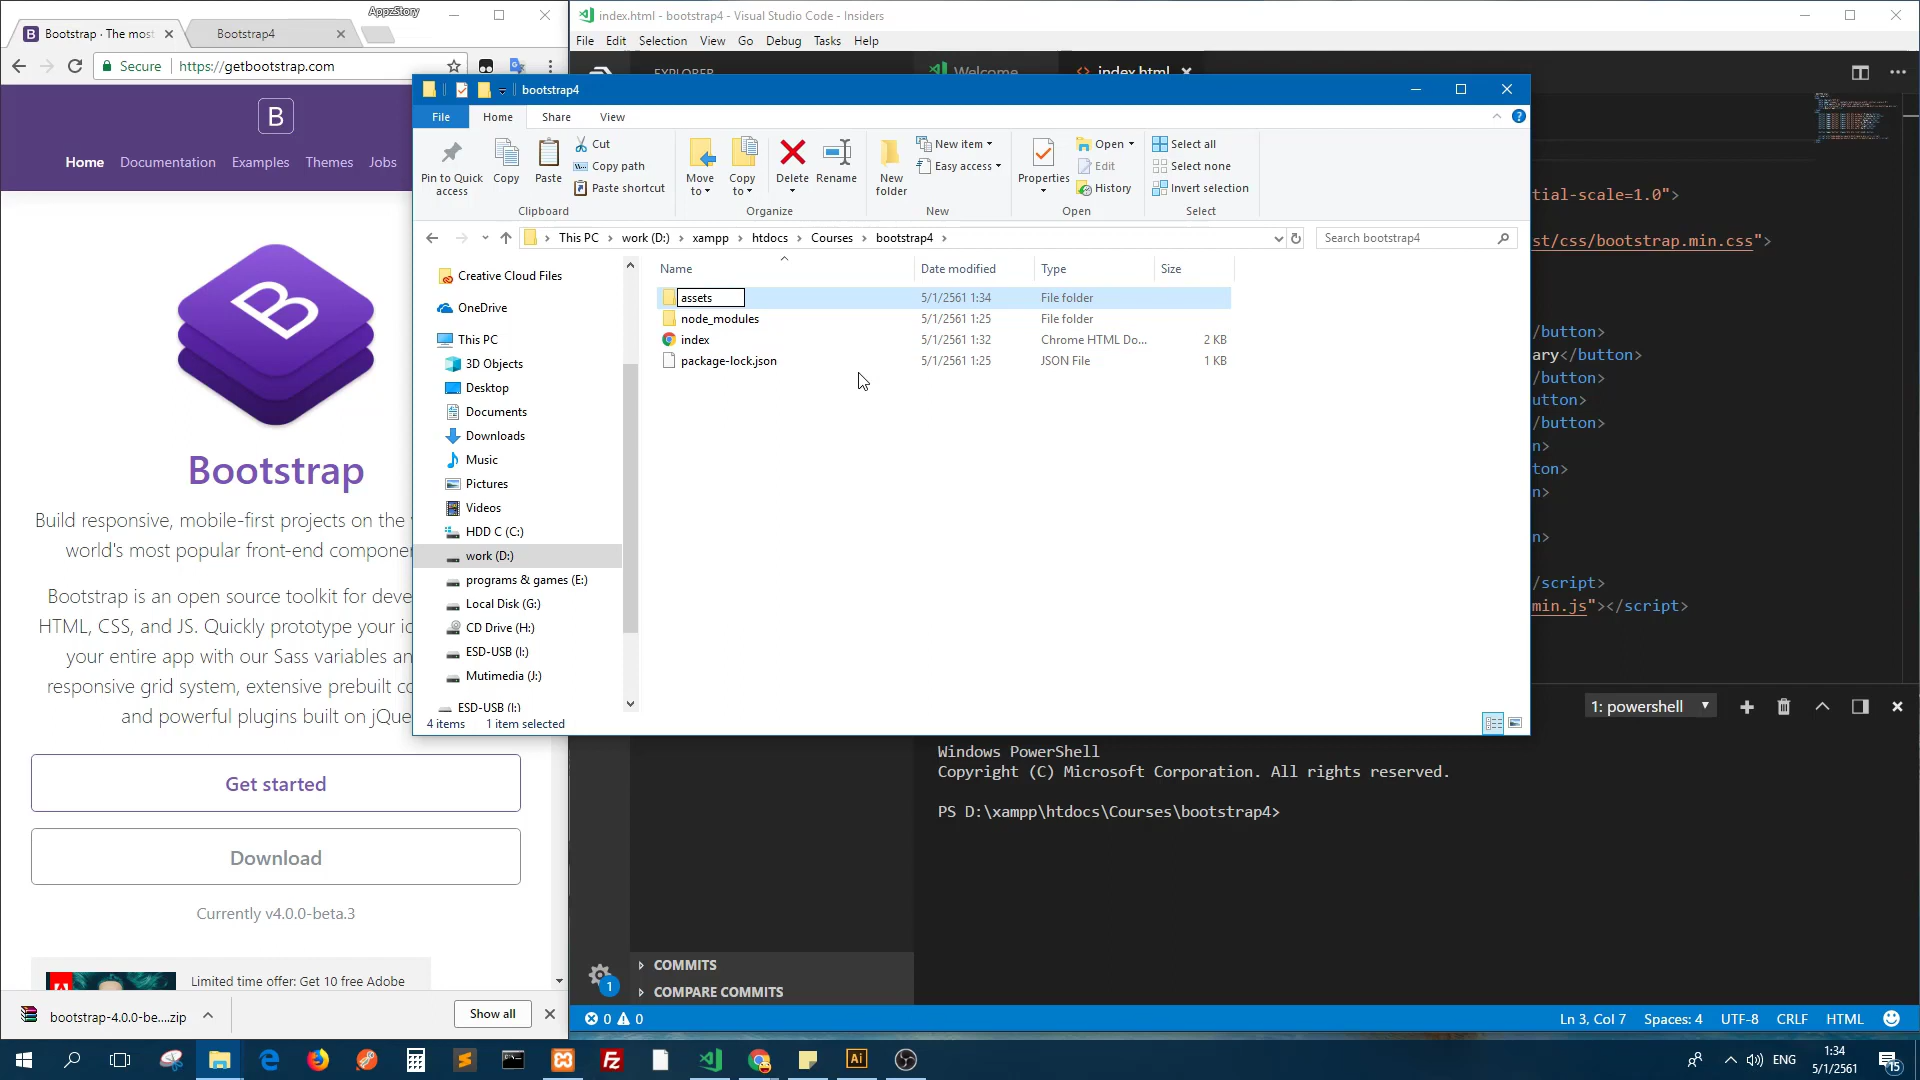 AppzStory
Bootstrap · The most
Bootstrap4
Secure
https://getbootstrap.com
B
Home
Documentation
Examples
Themes
Jobs
B
Bootstrap
Build responsive, mobile-first projects on the
world's most popular front-end componen
Bootstrap is an open source toolkit for deve
HTML, CSS, and JS. Quickly prototype your ic
your entire app with our Sass variables an
responsive grid system, extensive prebuilt co
and powerful plugins built on jQue
Get started
Download
Currently v4.0.0-beta.3
Limited time offer: Get 10 free Adobe
bootstrap-4.0.0-be....zip
Show all
index.html - bootstrap4 - Visual Studio Code - Insiders
File Edit Selection View Go Debug Tasks Help
EXPLORER
Welcome
index.html
bootstrap4
File
Home
Share
View
Pin to Quick
access
Copy
Paste
Cut
Copy path
Paste shortcut
Clipboard
Move
to
Copy
to
Delete
Rename
Organize
New
folder
New item
Easy access
New
Properties
Open
Edit
History
Open
Select all
Select none
Invert selection
Select
This PC
work (D:)
xampp
htdocs
Courses
bootstrap4
Search bootstrap4
Creative Cloud Files
OneDrive
This PC
3D Objects
Desktop
Documents
Downloads
Music
Pictures
Videos
HDD C (C:)
work (D:)
programs & games (E:)
Local Disk (G:)
CD Drive (H:)
ESD-USB (I:)
Mutimedia (J:)
ESD-USB (I:)
Name Date modified Type Size
assets 5/1/2561 1:34 File folder
node_modules 5/1/2561 1:25 File folder
index 5/1/2561 1:32 Chrome HTML Do... 2 KB
package-lock.json 5/1/2561 1:25 JSON File 1 KB
4 items 1 item selected
tial-scale=1.0">
st/css/bootstrap.min.css">
/button>
ary</button>
/button>
utton>
/button>
n>
ton>
n>
n>
/script>
min.js"></script>
1: powershell
Windows PowerShell
Copyright (C) Microsoft Corporation. All rights reserved.
PS D:\xampp\htdocs\Courses\bootstrap4>
COMMITS
COMPARE COMMITS
1
0 0
Ln 3, Col 7 Spaces: 4 UTF-8 CRLF HTML
Ai
ENG
1:34
5/1/2561
15